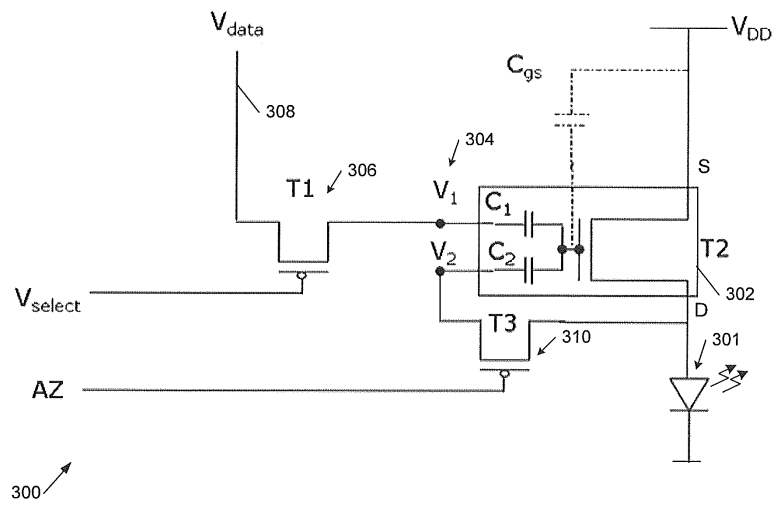 Vdata
VDD
Cgs
308
304
S
306
T1
V1
C1
V2
C2
T2
302
Vselect
D
T3
310
301
AZ
300